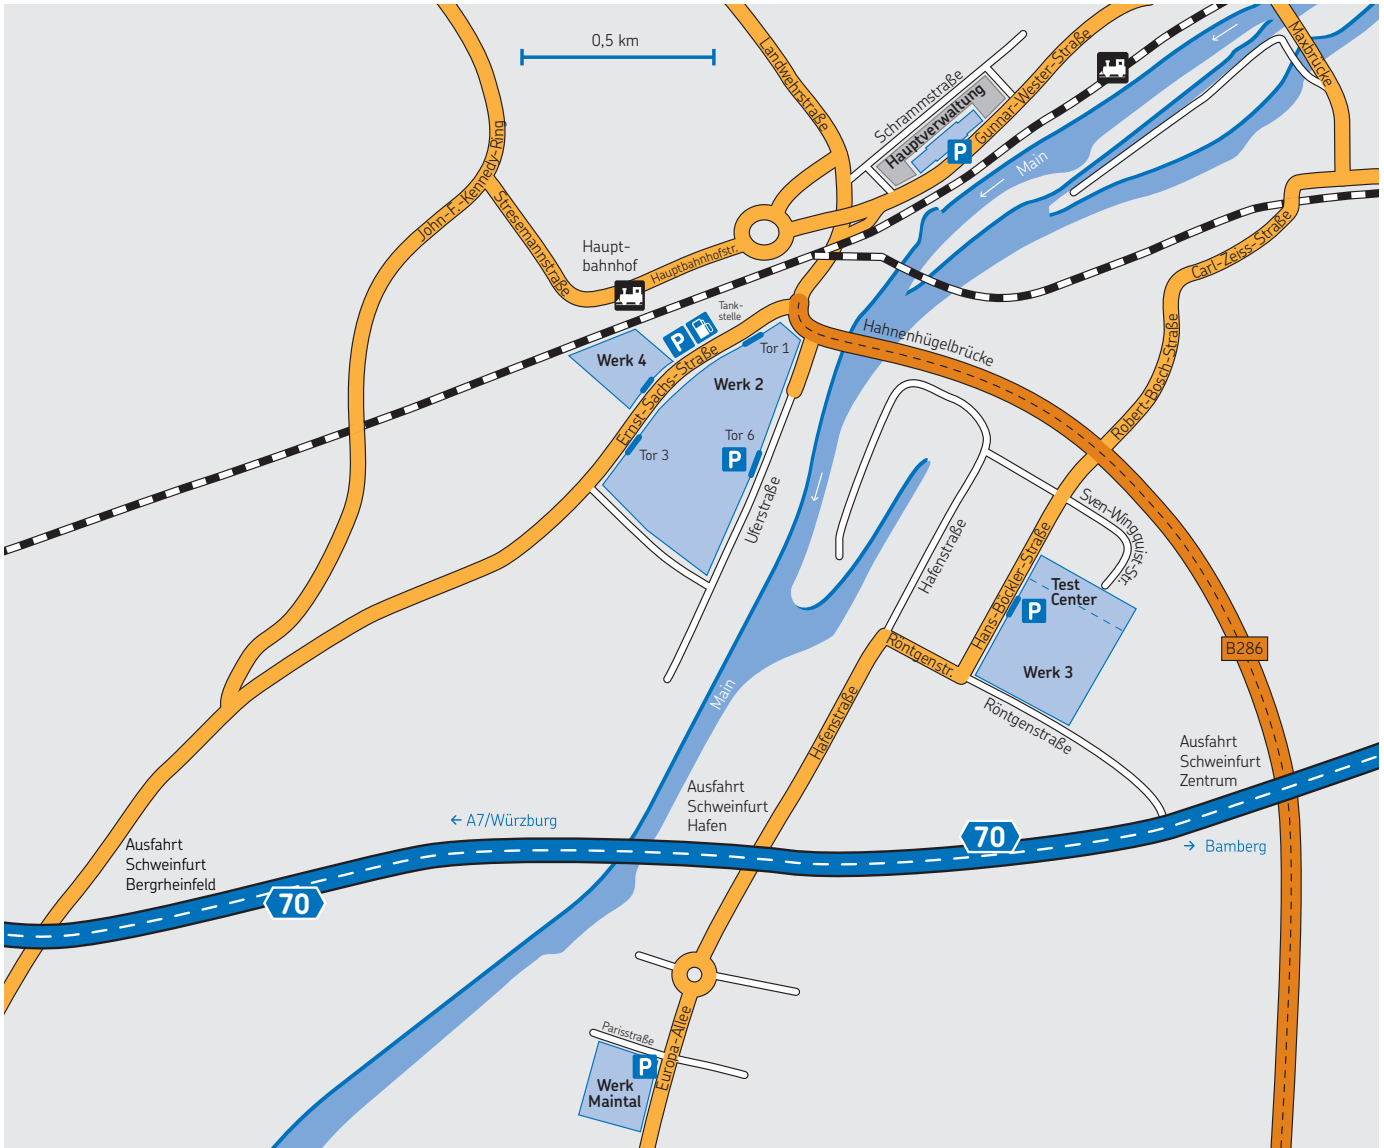 0,5 km
Landwehrstraße
Schrammstraße
Hauptverwaltung
P
Gunnar-Wester-Straße
Maxbrücke
Main
John-F.-Kennedy-Ring
Stresemannstraße
Haupt-
bahnhof
Hauptbahnhofstr.
Carl-Zeiss-Straße
Tank-
stelle
P
Hahnenhügelbrücke
Robert-Bosch-Straße
Werk 4
Tor 1
Werk 2
Ernst-Sachs-Straße
Tor 6
P
Tor 3
Uferstraße
Sven-Wingquist-Str.
Hafenstraße
Hans-Böckler-Straße
Test
Center
P
Werk 3
B286
Röntgenstr.
Röntgenstraße
Main
Hafenstraße
Ausfahrt
Schweinfurt
Zentrum
Ausfahrt
Schweinfurt
Hafen
← A7/Würzburg
70
→ Bamberg
Ausfahrt
Schweinfurt
Bergrheinfeld
70
Parisstraße
Europa-Allee
P
Werk
Maintal